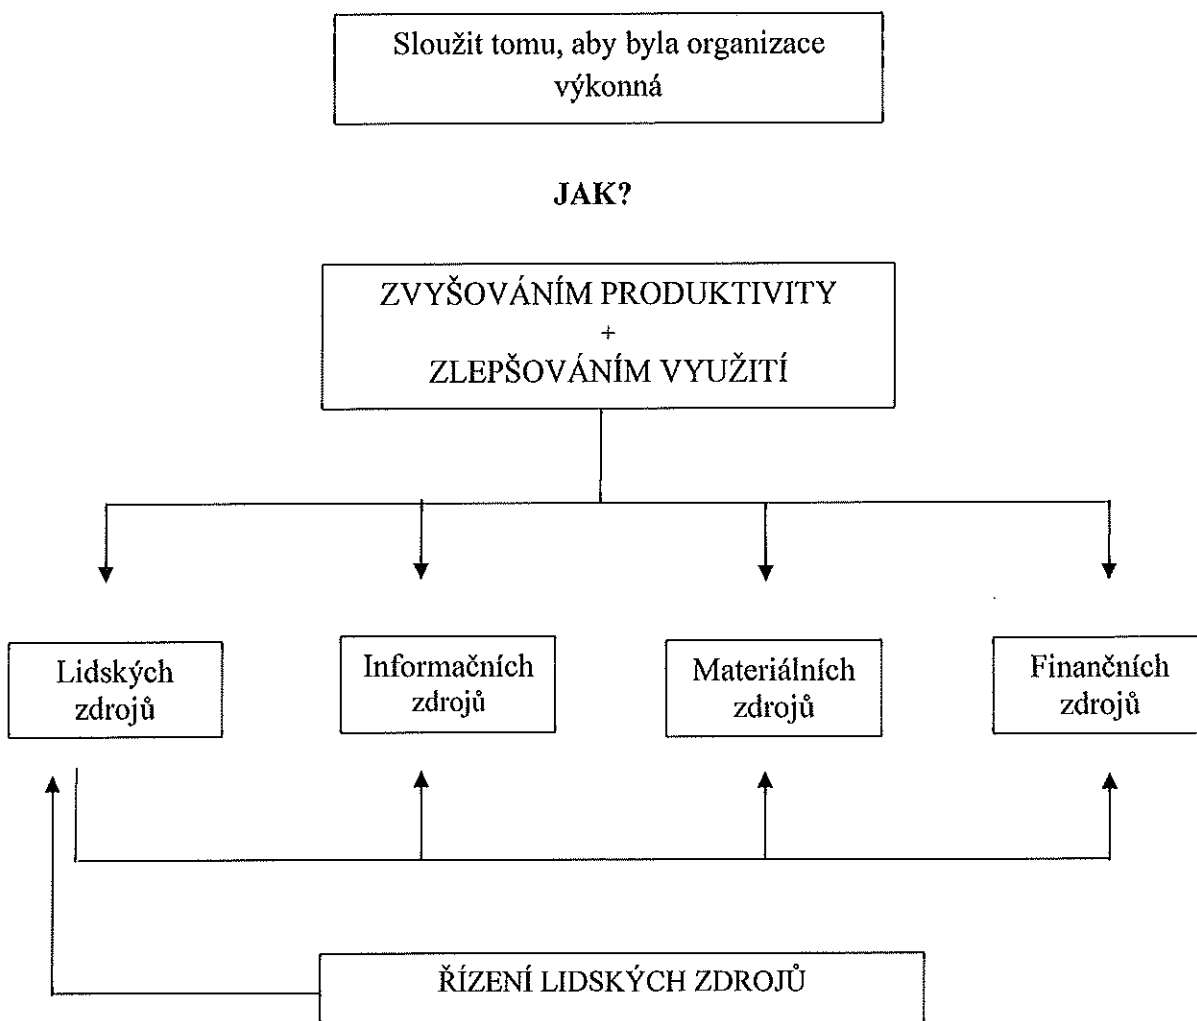 Sloužit tomu, aby byla organizace
výkonná
JAK?
ZVYŠOVÁNÍM PRODUKTIVITY
+
ZLEPŠOVÁNÍM VYUŽITÍ
Lidských
zdrojů
Informačních
zdrojů
Materiálních
zdrojů
Finančních
zdrojů
ŘÍZENÍ LIDSKÝCH ZDROJŮ